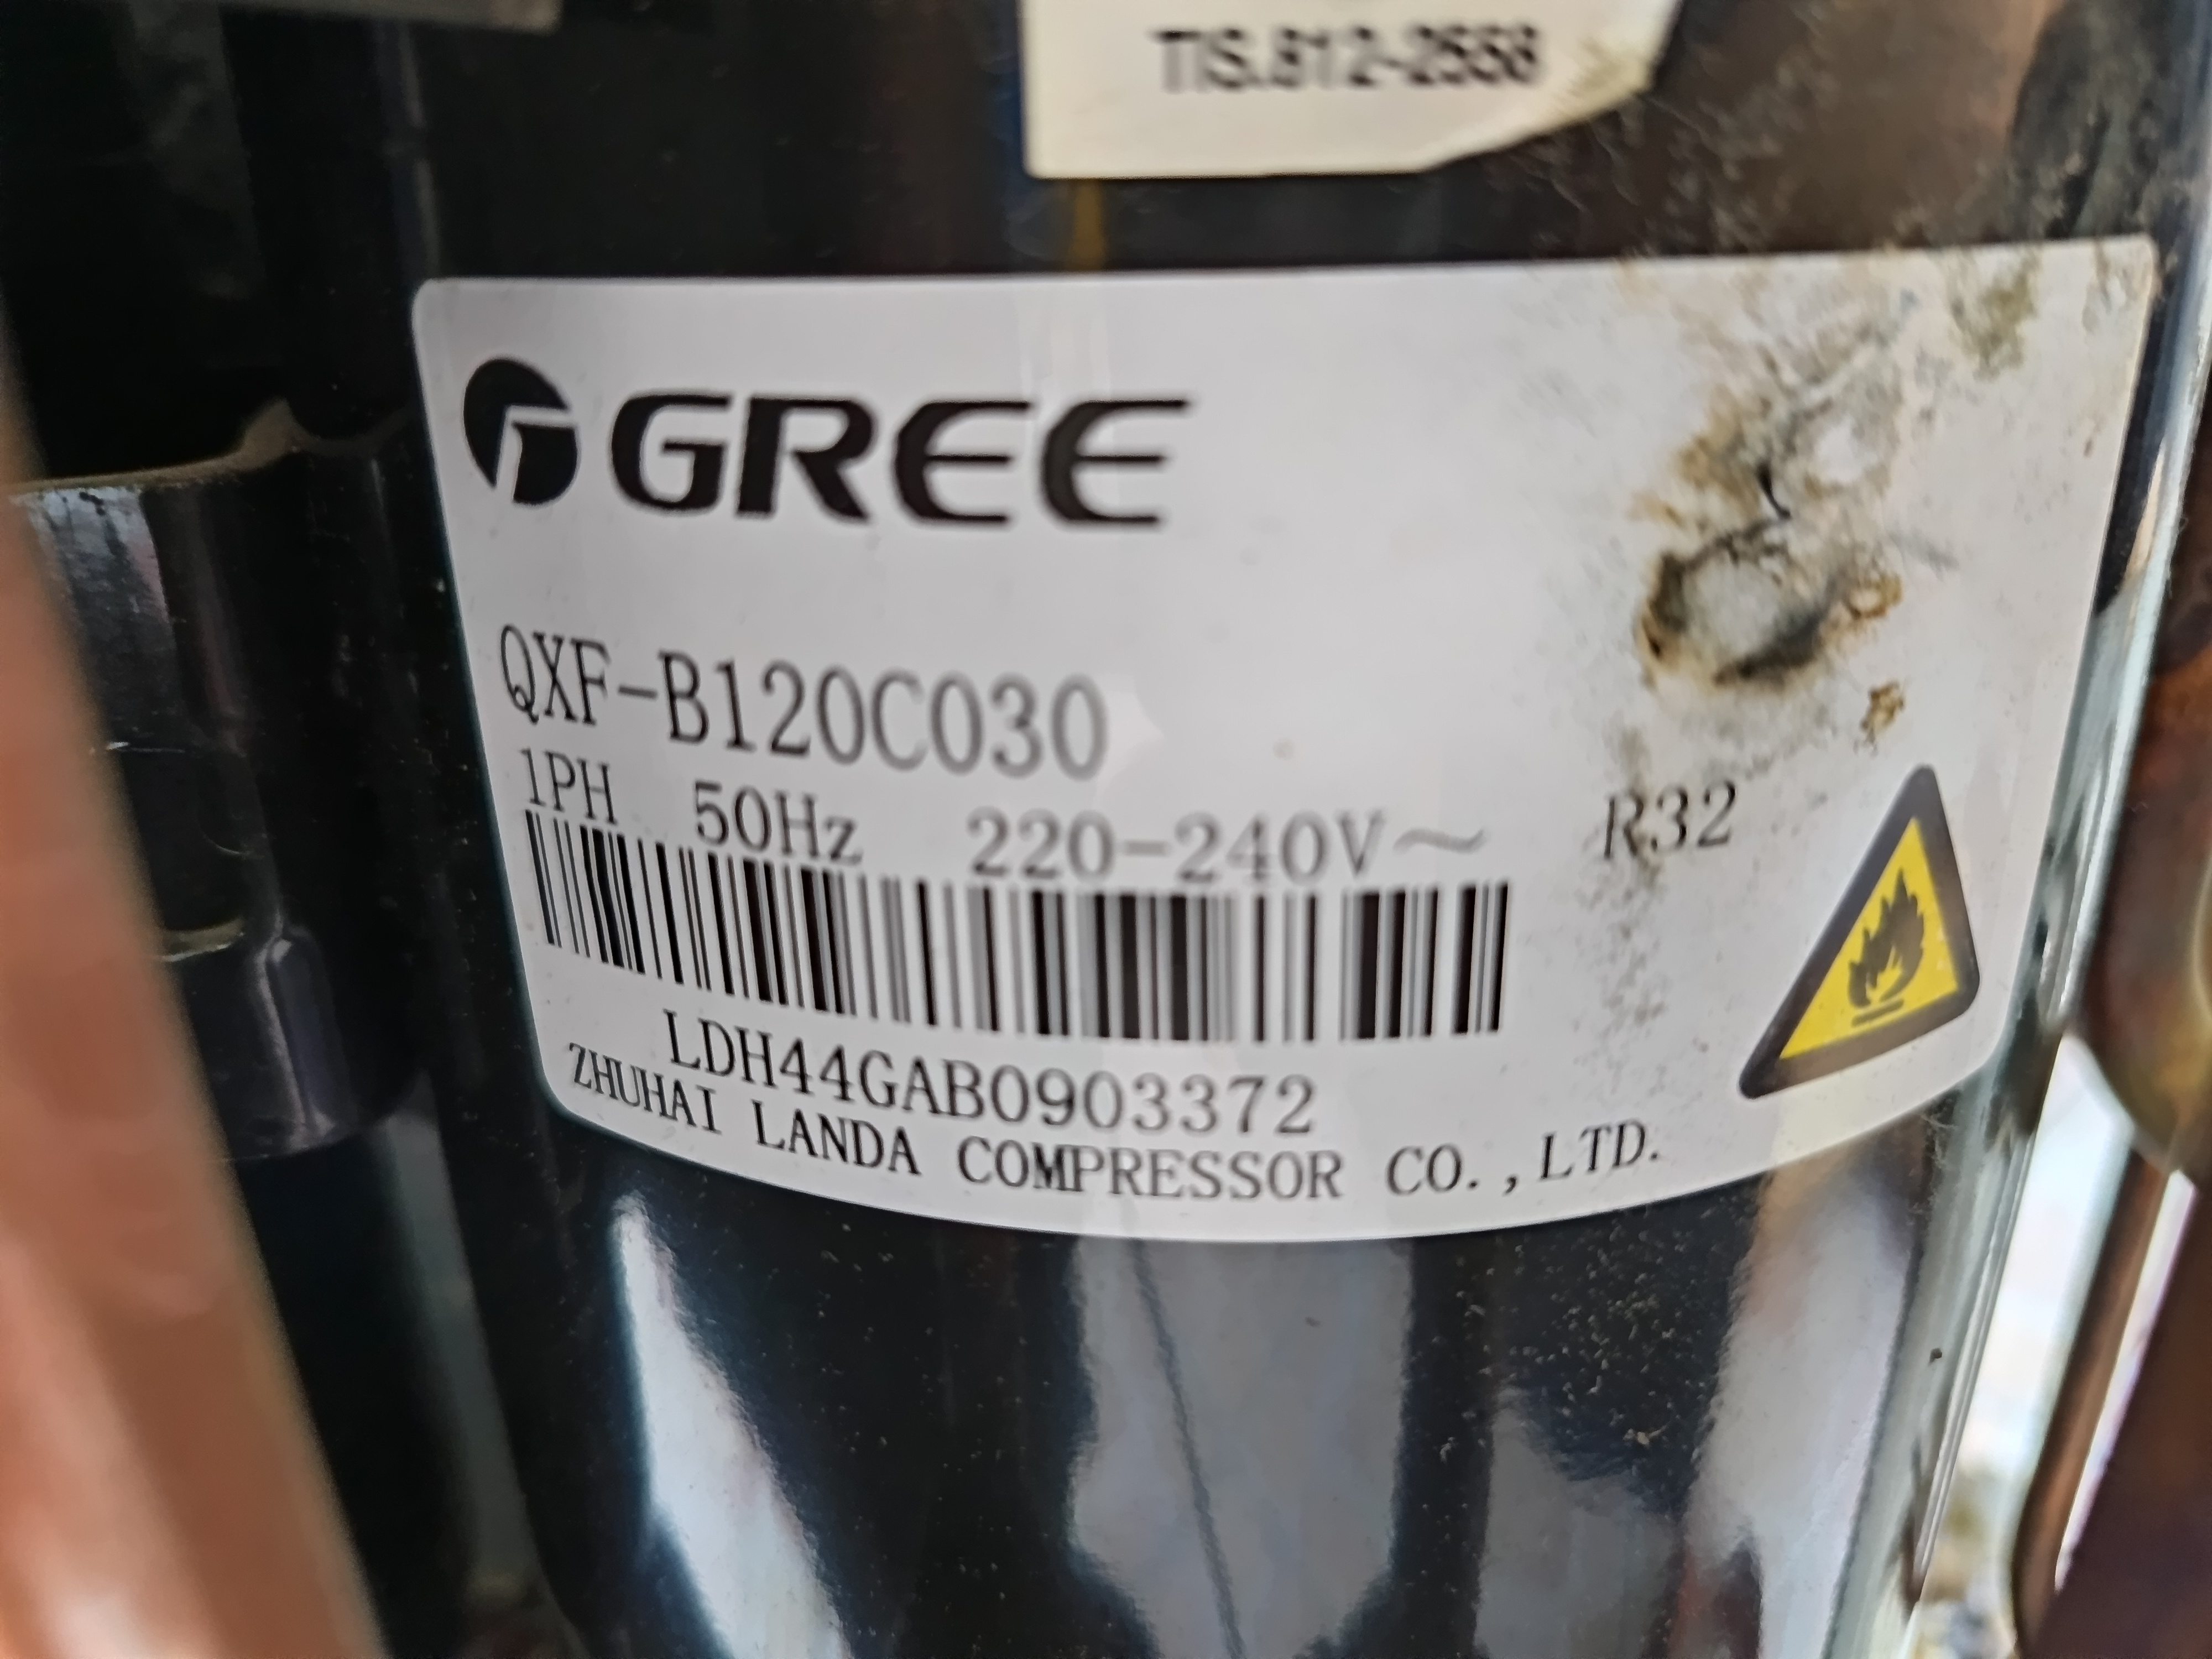 TIS.812-2558
GREE
QXF-B120C030
1PH 50Hz 220-240V~ R32
LDH44GAB0903372
ZHUHAI LANDA COMPRESSOR CO.,LTD.